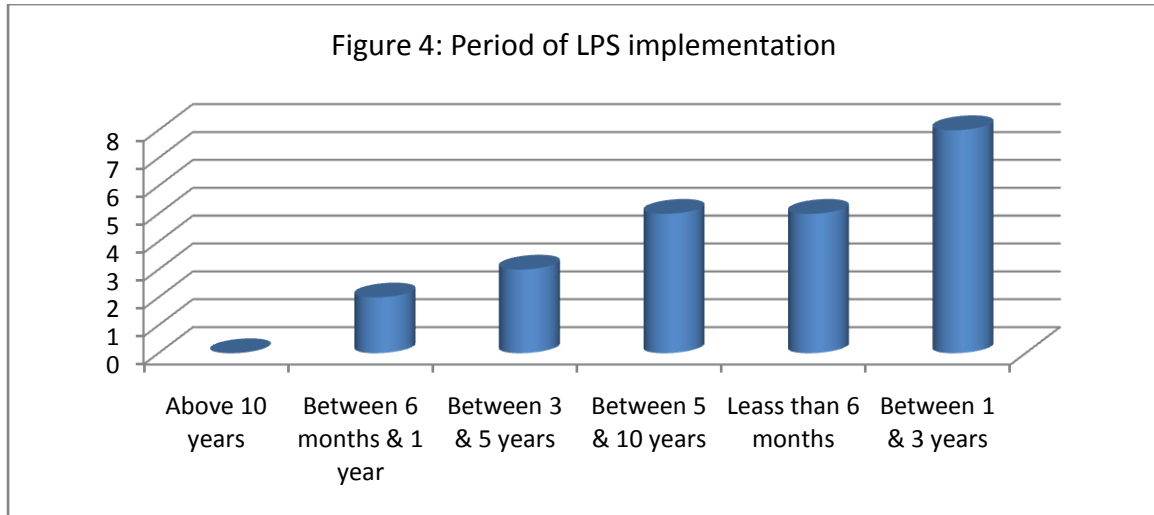 Figure 4: Period of LPS implementation
8
7
6
5
4
3
2
1
0
Above 10
years
Between 6
months & 1
year
Between 3
& 5 years
Between 5
& 10 years
Leass than 6
months
Between 1
& 3 years